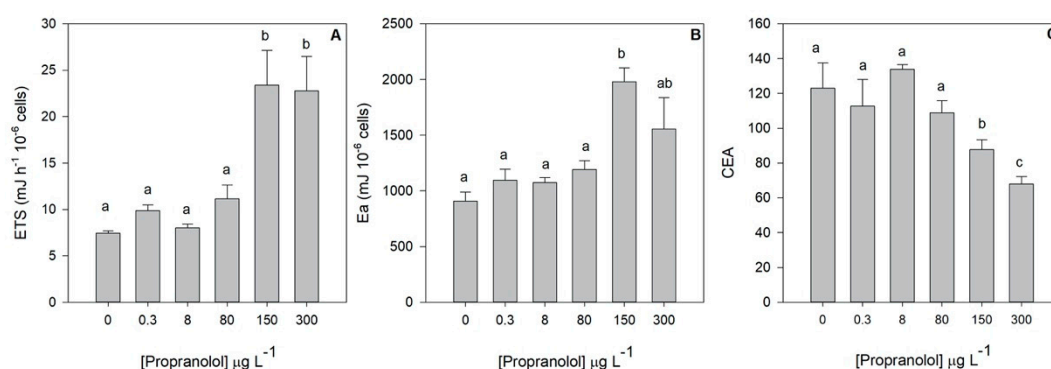 A
30
25
20
15
10
5
0
ETS (mJ h⁻¹ 10⁻⁶ cells)
a a a a b b
0 0.3 8 80 150 300
[Propranolol] μg L⁻¹
B
2500
2000
1500
1000
500
0
Ea (mJ 10⁻⁶ cells)
a a a a b ab
0 0.3 8 80 150 300
[Propranolol] μg L⁻¹
C
160
140
120
100
80
60
40
20
0
CEA
a a a a b c
0 0.3 8 80 150 300
[Propranolol] μg L⁻¹